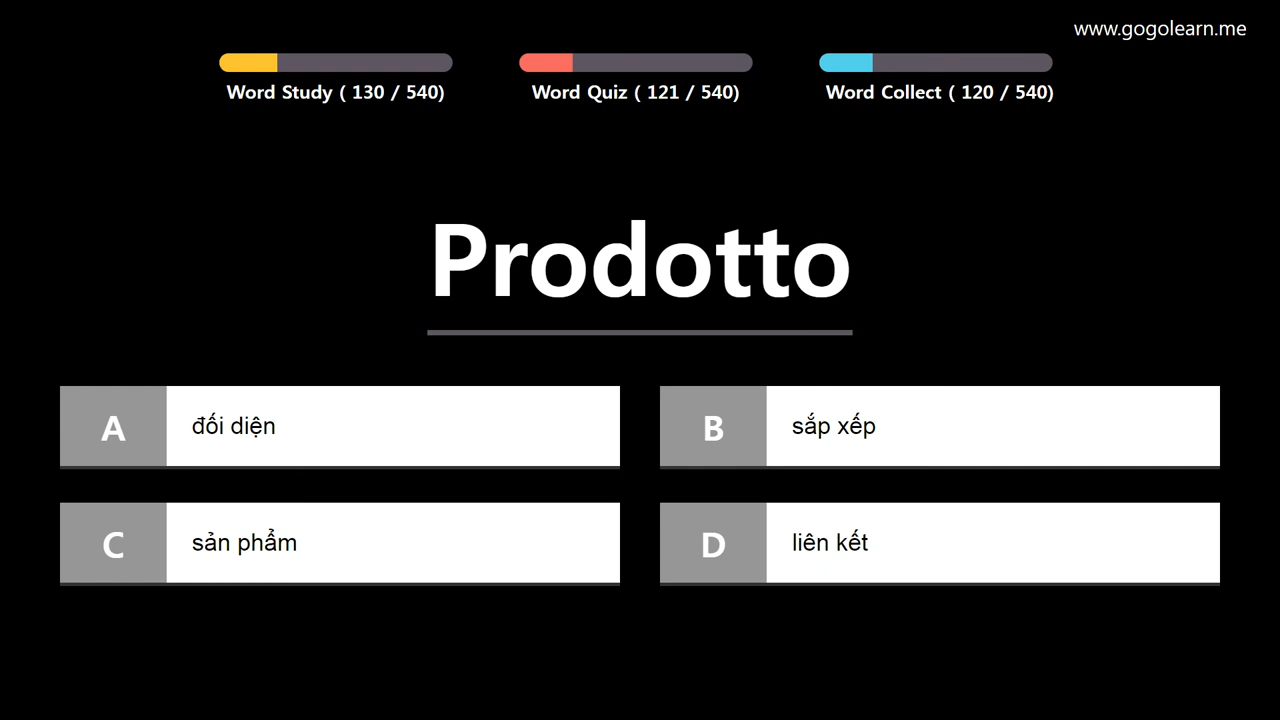 www.gogolearn.me
Word Study ( 130 / 540)
Word Quiz ( 121 / 540)
Word Collect ( 120 / 540)
Prodotto
A
đối diện
B
sắp xếp
C
sản phẩm
D
liên kết